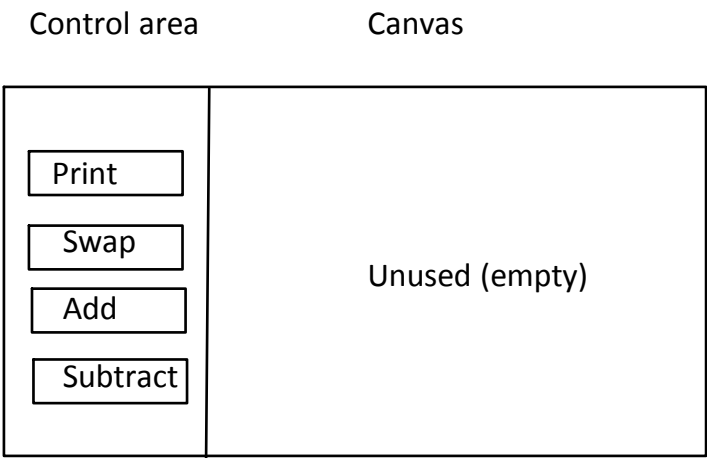 Control area
Canvas
Print
Swap
Add
Subtract
Unused (empty)